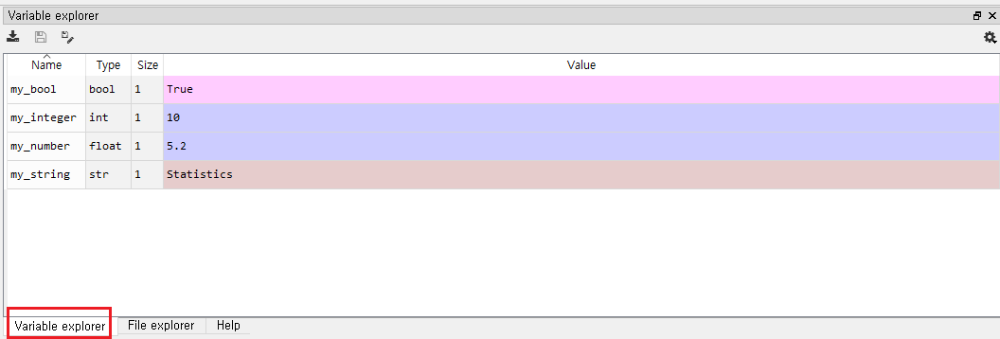 Variable explorer
Name Type Size Value
my_bool bool 1 True
my_integer int 1 10
my_number float 1 5.2
my_string str 1 Statistics
Variable explorer File explorer Help